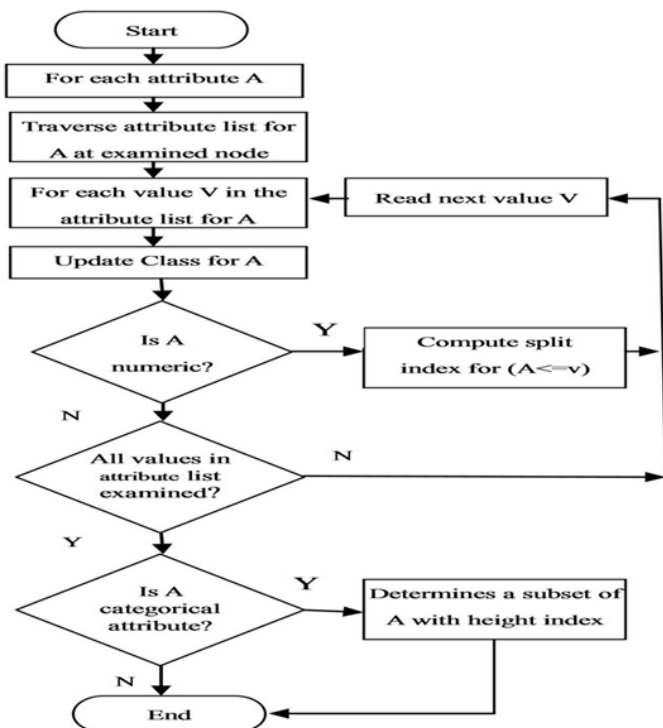 Start
For each attribute A
Traverse attribute list for
A at examined node
For each value V in the
attribute list for A
Read next value V
Update Class for A
Is A
numeric?
Y
Compute split
index for (A<=v)
N
All values in
attribute list
examined?
N
Y
Is A
categorical
attribute?
Y
Determines a subset of
A with height index
N
End